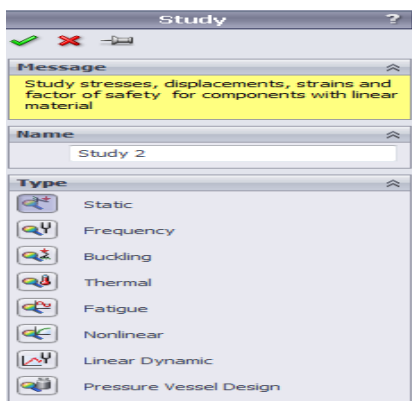 Study ?
Message
Study stresses, displacements, strains and
factor of safety for components with linear
material
Name
Study 2
Type
Static
Frequency
Buckling
Thermal
Fatigue
Nonlinear
Linear Dynamic
Pressure Vessel Design